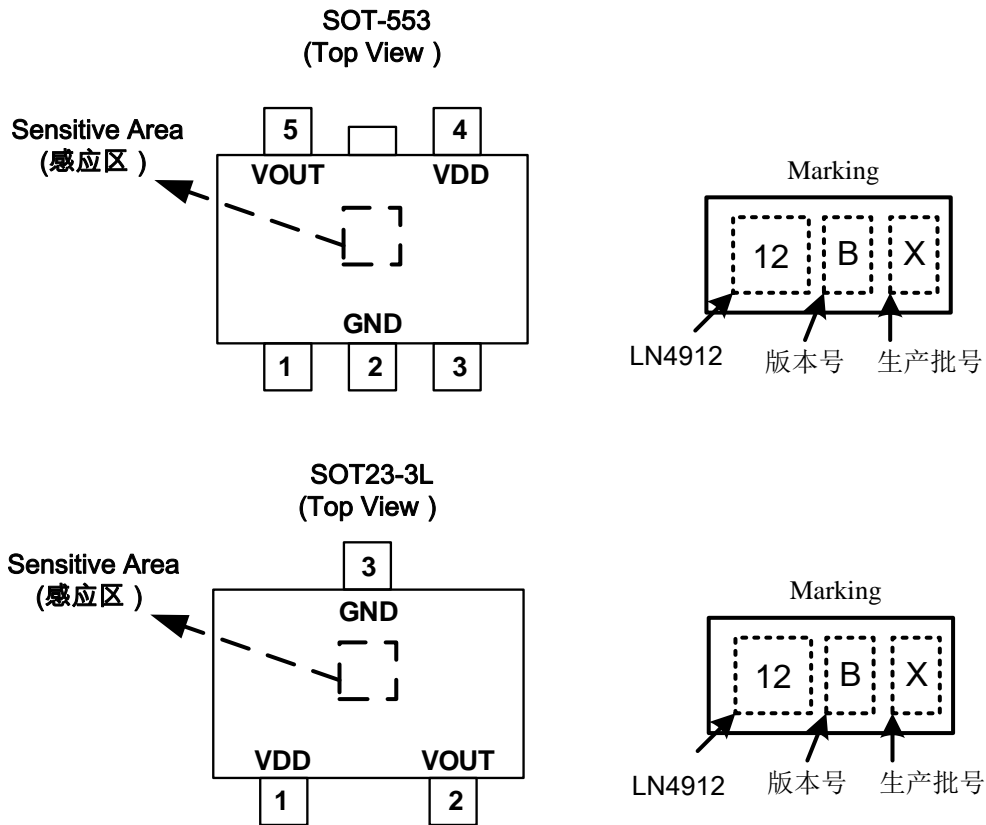 SOT-553
(Top View )
Sensitive Area
(感应区 )
5
4
VOUT
VDD
GND
1
2
3
Marking
12
B
X
LN4912
版本号
生产批号
SOT23-3L
(Top View )
Sensitive Area
(感应区 )
3
GND
VDD
VOUT
1
2
Marking
12
B
X
LN4912
版本号
生产批号